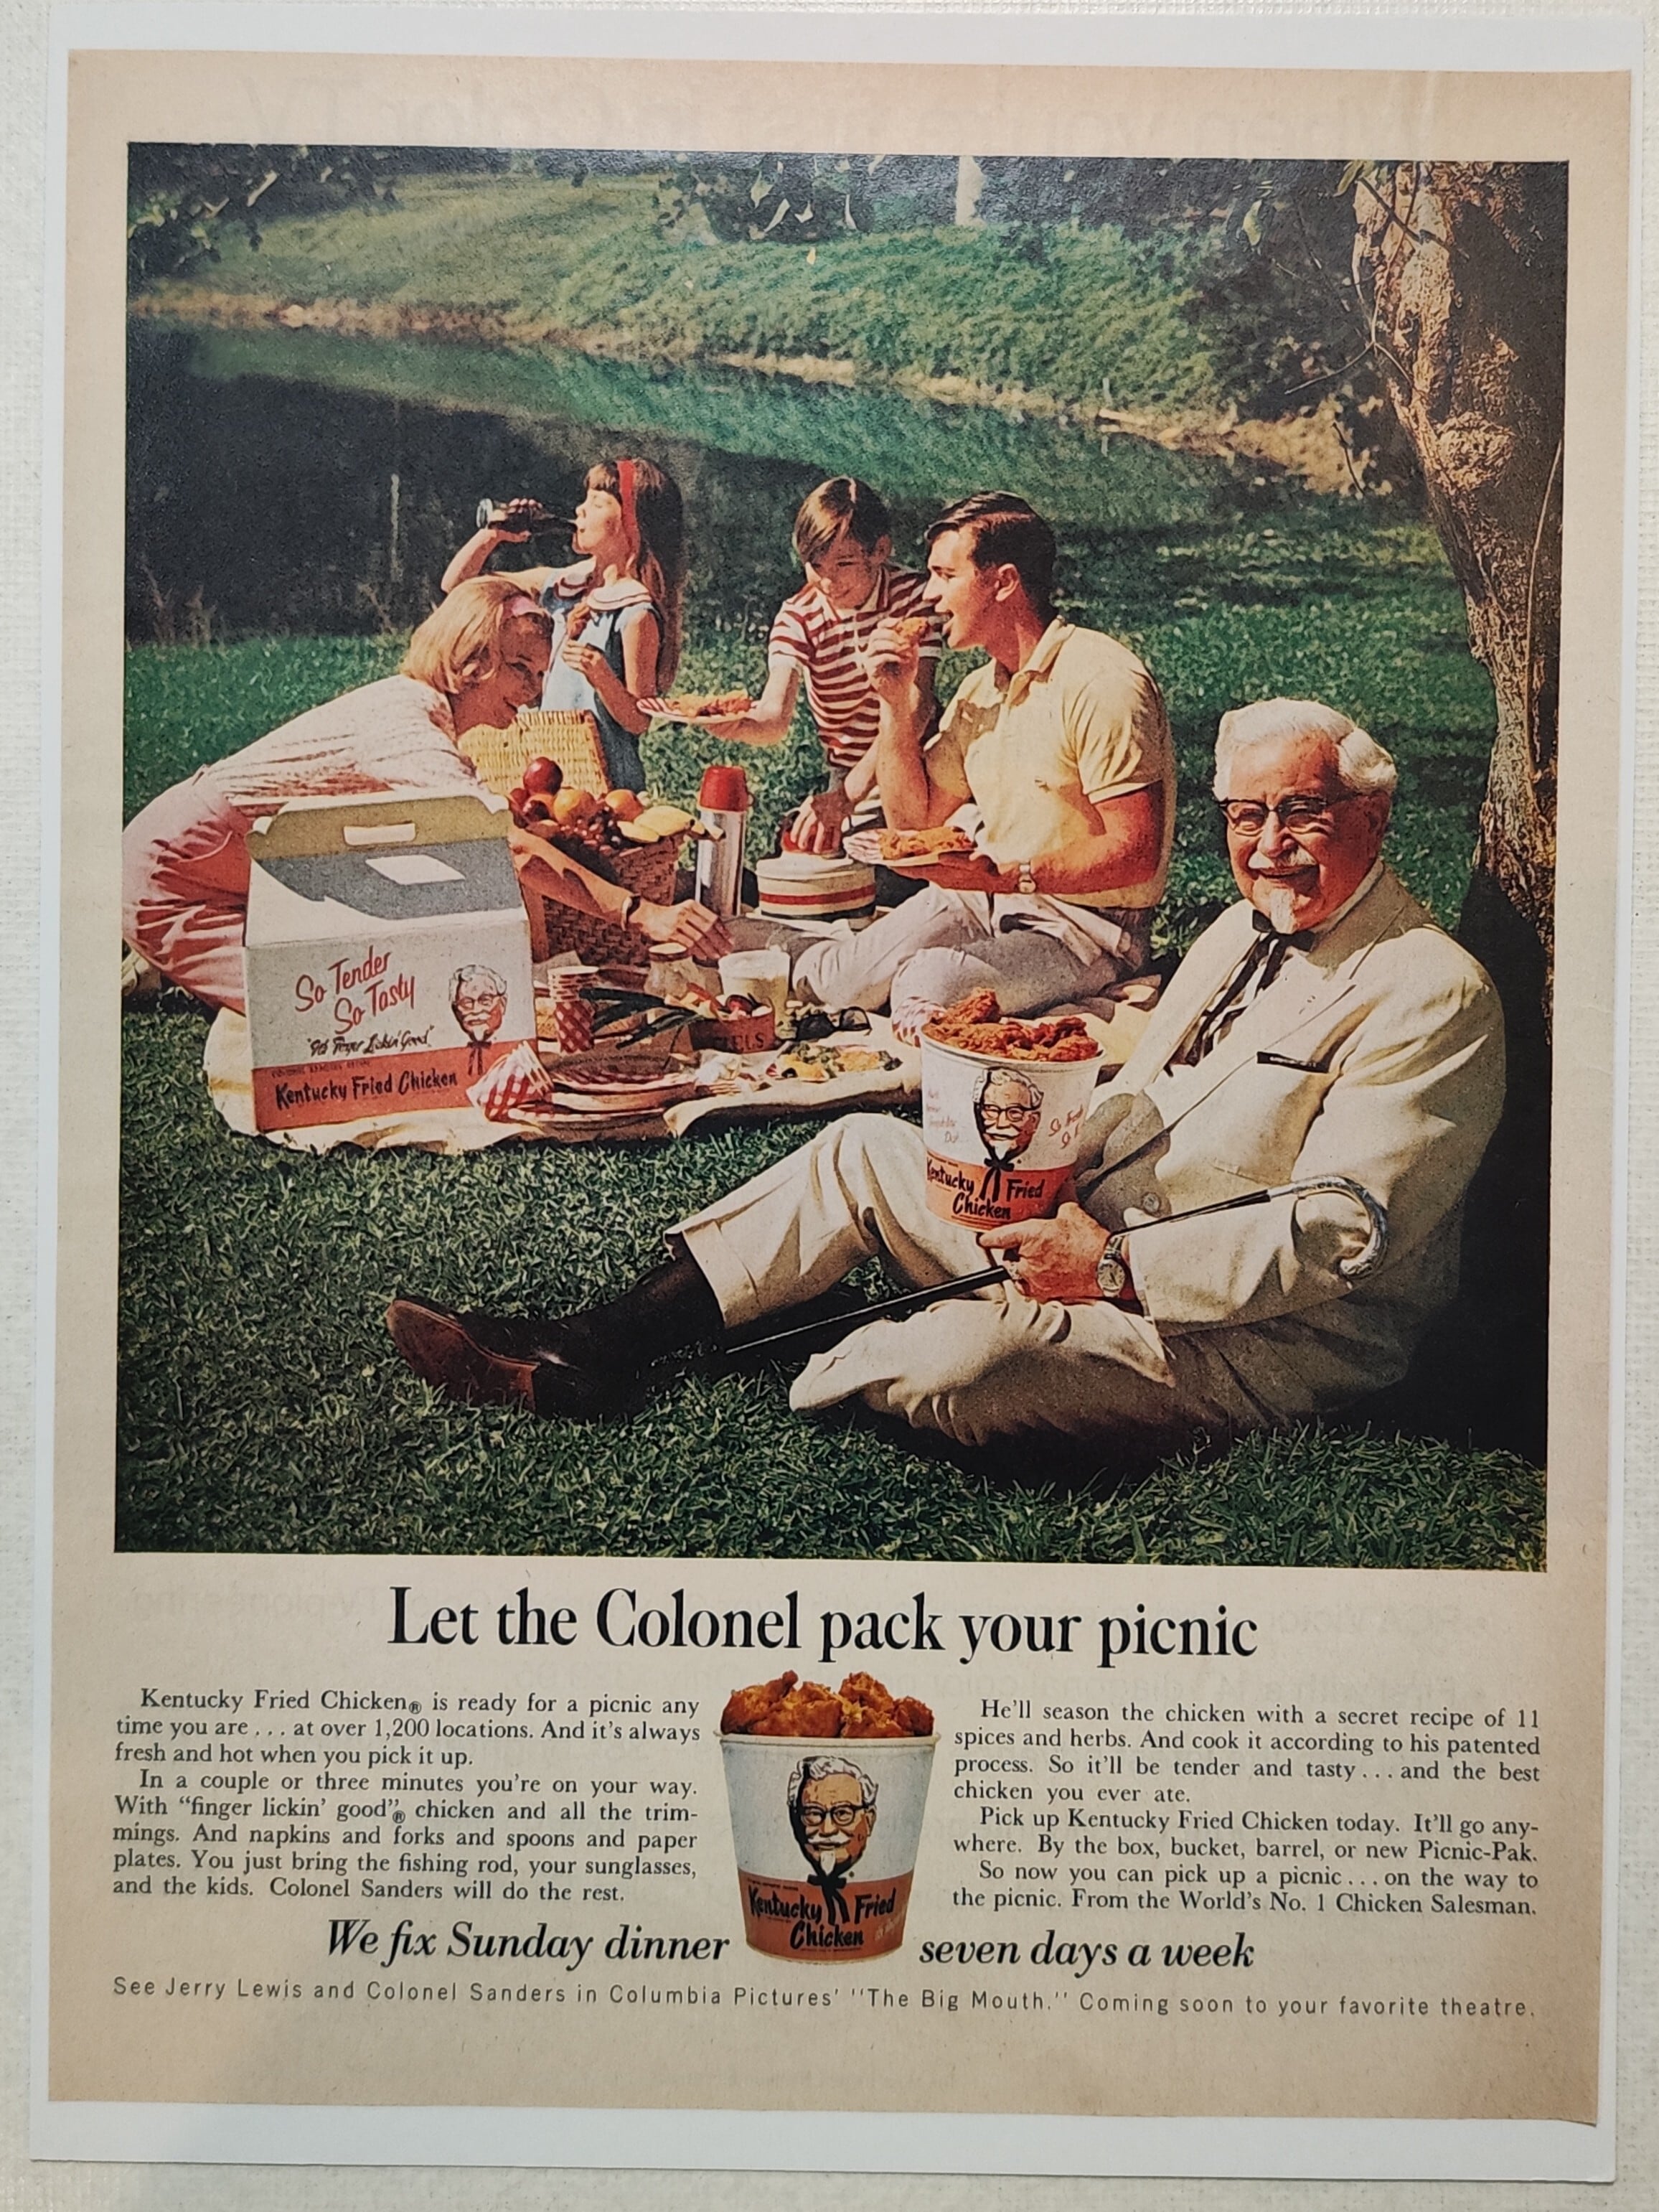 So Tender
So Tasty
"It's Finger Lickin' Good"
Kentucky Fried Chicken
Kentucky Fried
Chicken
Let the Colonel pack your picnic
Kentucky Fried Chicken® is ready for a picnic any
time you are . . . at over 1,200 locations. And it's always
fresh and hot when you pick it up.
In a couple or three minutes you're on your way.
With "finger lickin' good"® chicken and all the trim-
mings. And napkins and forks and spoons and paper
plates. You just bring the fishing rod, your sunglasses,
and the kids. Colonel Sanders will do the rest.
He'll season the chicken with a secret recipe of 11
spices and herbs. And cook it according to his patented
process. So it'll be tender and tasty . . . and the best
chicken you ever ate.
Pick up Kentucky Fried Chicken today. It'll go any-
where. By the box, bucket, barrel, or new Picnic-Pak.
So now you can pick up a picnic . . . on the way to
the picnic. From the World's No. 1 Chicken Salesman.
Kentucky Fried
Chicken
We fix Sunday dinner seven days a week
See Jerry Lewis and Colonel Sanders in Columbia Pictures' "The Big Mouth." Coming soon to your favorite theatre.